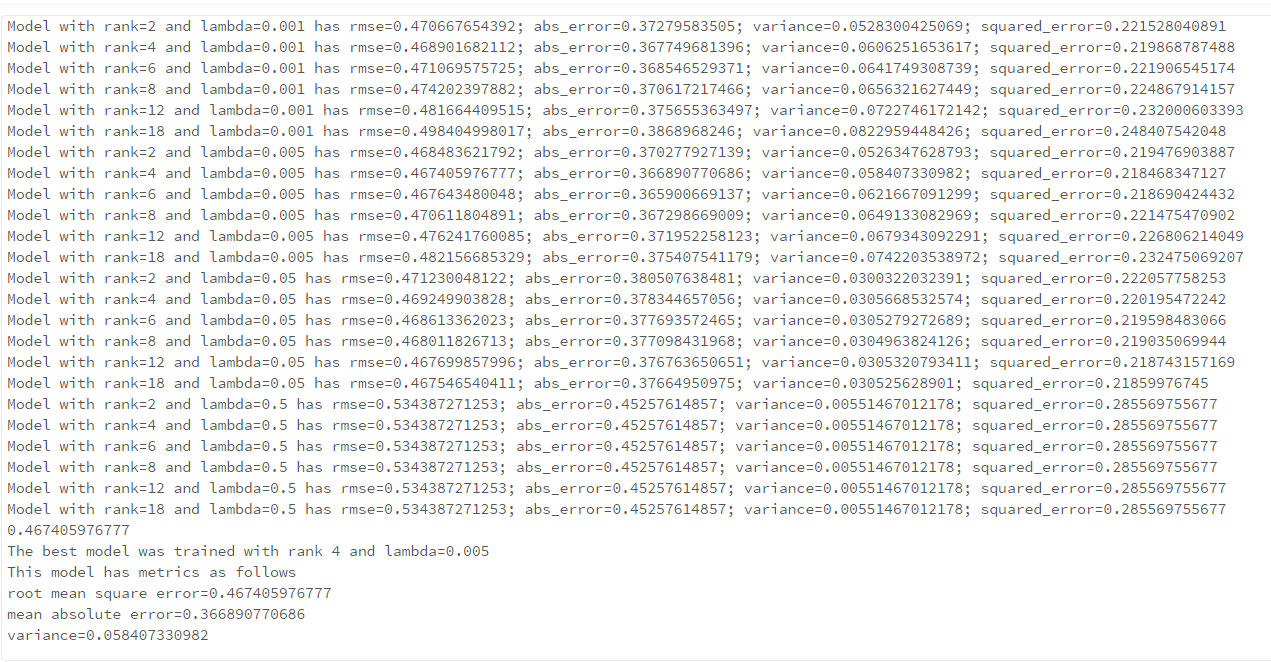 Model with rank=2 and lambda=0.001 has rmse=0.470667654392; abs_error=0.37279583505; variance=0.0528300425069; squared_error=0.221528040891
Model with rank=4 and lambda=0.001 has rmse=0.468901682112; abs_error=0.367749681396; variance=0.0606251653617; squared_error=0.219868787488
Model with rank=6 and lambda=0.001 has rmse=0.471069575725; abs_error=0.368546529371; variance=0.0641749308739; squared_error=0.221906545174
Model with rank=8 and lambda=0.001 has rmse=0.474202397882; abs_error=0.370617217466; variance=0.0656321627449; squared_error=0.224867914157
Model with rank=12 and lambda=0.001 has rmse=0.481664409515; abs_error=0.375655363497; variance=0.0722746172142; squared_error=0.232000603393
Model with rank=18 and lambda=0.001 has rmse=0.498404998017; abs_error=0.3868968246; variance=0.0822959448426; squared_error=0.248407542048
Model with rank=2 and lambda=0.005 has rmse=0.468483621792; abs_error=0.370277927139; variance=0.0526347628793; squared_error=0.219476903887
Model with rank=4 and lambda=0.005 has rmse=0.467405976777; abs_error=0.366890770686; variance=0.058407330982; squared_error=0.218468347127
Model with rank=6 and lambda=0.005 has rmse=0.467643480048; abs_error=0.365900669137; variance=0.0621667091299; squared_error=0.218690424432
Model with rank=8 and lambda=0.005 has rmse=0.470611804891; abs_error=0.367298669009; variance=0.0649133082969; squared_error=0.221475470902
Model with rank=12 and lambda=0.005 has rmse=0.476241760085; abs_error=0.371952258123; variance=0.0679343092291; squared_error=0.226806214049
Model with rank=18 and lambda=0.005 has rmse=0.482156685329; abs_error=0.375407541179; variance=0.0742203538972; squared_error=0.232475069207
Model with rank=2 and lambda=0.05 has rmse=0.471230048122; abs_error=0.380507638481; variance=0.0300322032391; squared_error=0.222057758253
Model with rank=4 and lambda=0.05 has rmse=0.469249903828; abs_error=0.378344657056; variance=0.0305668532574; squared_error=0.220195472242
Model with rank=6 and lambda=0.05 has rmse=0.468613362023; abs_error=0.377693572465; variance=0.0305279272689; squared_error=0.219598483066
Model with rank=8 and lambda=0.05 has rmse=0.468011826713; abs_error=0.377098431968; variance=0.0304963824126; squared_error=0.219035069944
Model with rank=12 and lambda=0.05 has rmse=0.467699857996; abs_error=0.376763650651; variance=0.0305320793411; squared_error=0.218743157169
Model with rank=18 and lambda=0.05 has rmse=0.467546540411; abs_error=0.37664950975; variance=0.030525628901; squared_error=0.21859976745
Model with rank=2 and lambda=0.5 has rmse=0.534387271253; abs_error=0.45257614857; variance=0.00551467012178; squared_error=0.285569755677
Model with rank=4 and lambda=0.5 has rmse=0.534387271253; abs_error=0.45257614857; variance=0.00551467012178; squared_error=0.285569755677
Model with rank=6 and lambda=0.5 has rmse=0.534387271253; abs_error=0.45257614857; variance=0.00551467012178; squared_error=0.285569755677
Model with rank=8 and lambda=0.5 has rmse=0.534387271253; abs_error=0.45257614857; variance=0.00551467012178; squared_error=0.285569755677
Model with rank=12 and lambda=0.5 has rmse=0.534387271253; abs_error=0.45257614857; variance=0.00551467012178; squared_error=0.285569755677
Model with rank=18 and lambda=0.5 has rmse=0.534387271253; abs_error=0.45257614857; variance=0.00551467012178; squared_error=0.285569755677
0.467405976777
The best model was trained with rank 4 and lambda=0.005
This model has metrics as follows
root mean square error=0.467405976777
mean absolute error=0.366890770686
variance=0.058407330982